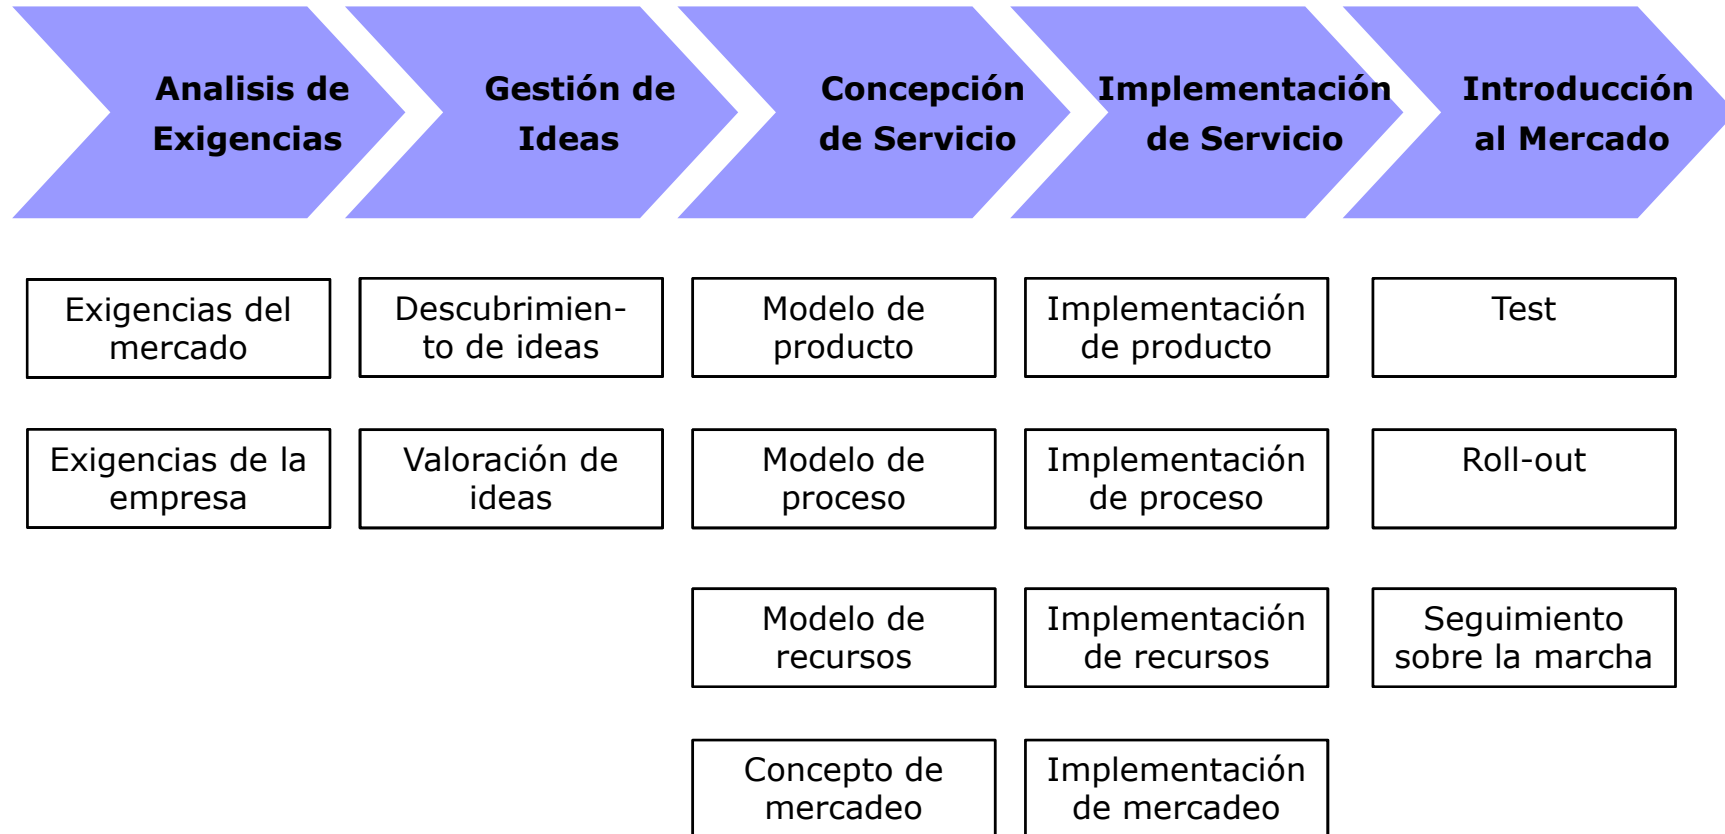 Analisis de
Exigencias
Gestión de
Ideas
Concepción
de Servicio
Implementación
de Servicio
Introducción
al Mercado
Exigencias del
mercado
Descubrimien-
to de ideas
Modelo de
producto
Implementación
de producto
Test
Exigencias de la
empresa
Valoración de
ideas
Modelo de
proceso
Implementación
de proceso
Roll-out
Modelo de
recursos
Implementación
de recursos
Seguimiento
sobre la marcha
Concepto de
mercadeo
Implementación
de mercadeo